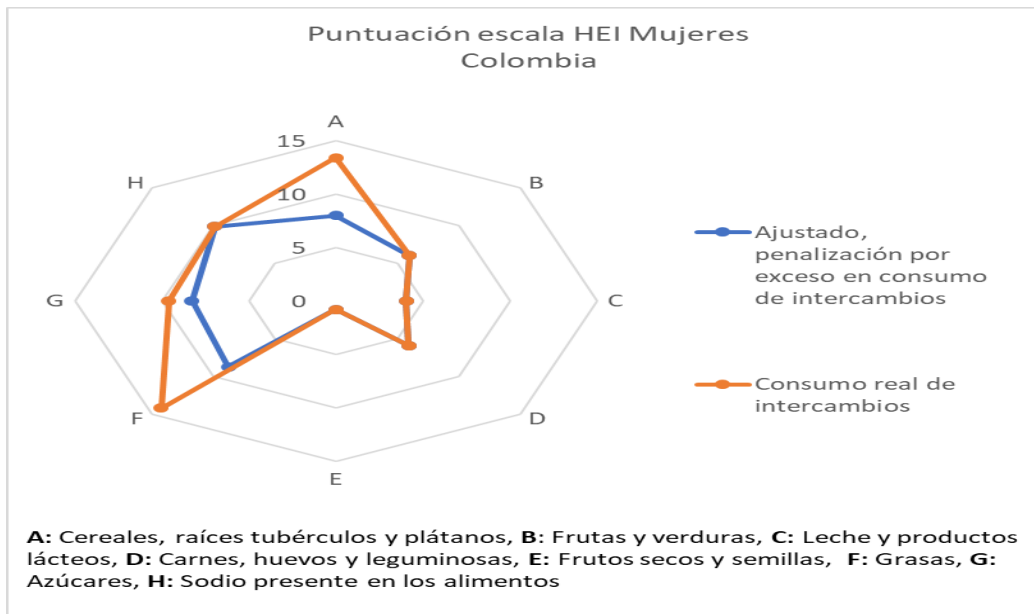 Puntuación escala HEI Mujeres
Colombia
A
15
H
B
10
5
G
0
C
F
D
E
Ajustado,
penalización por
exceso en consumo
de intercambios
Consumo real de
intercambios
A: Cereales, raíces tubérculos y plátanos, B: Frutas y verduras, C: Leche y productos
lácteos, D: Carnes, huevos y leguminosas, E: Frutos secos y semillas, F: Grasas, G:
Azúcares, H: Sodio presente en los alimentos